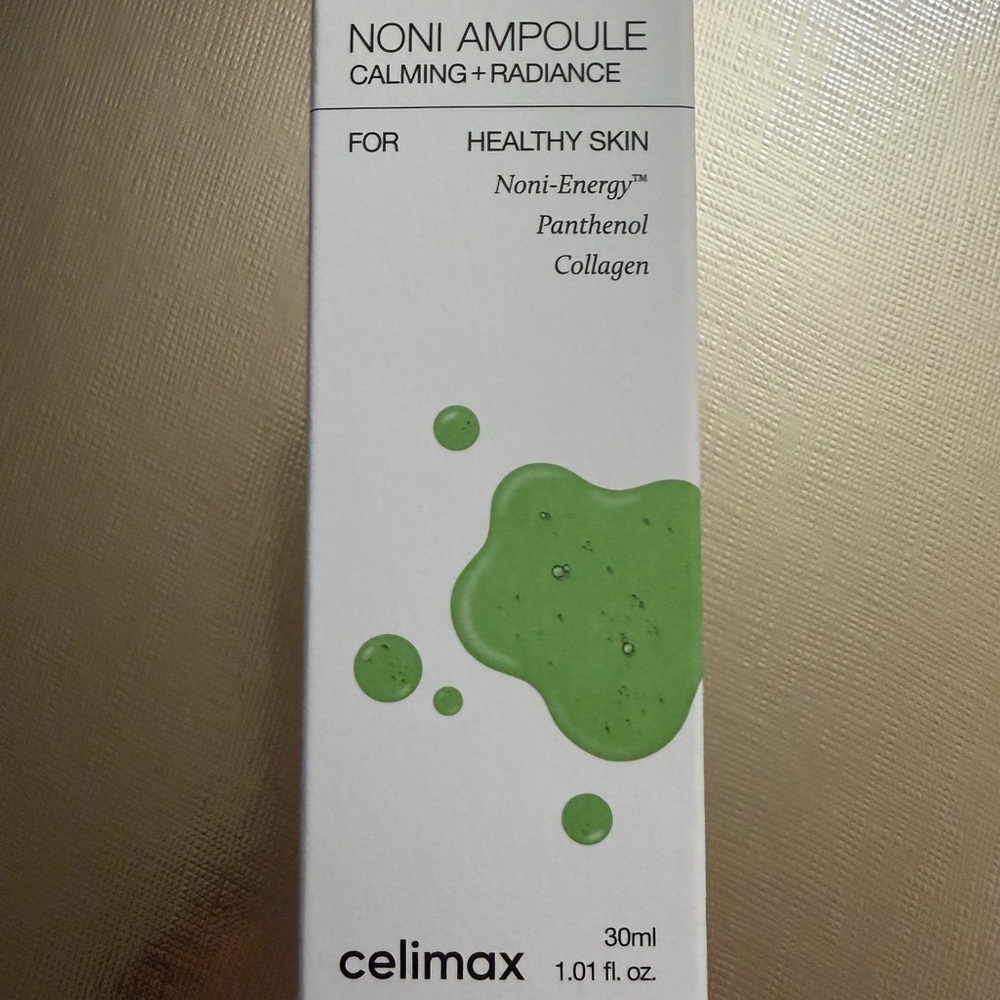 NONI AMPOULE
CALMING+RADIANCE
FOR HEALTHY SKIN
Noni-Energy™
Panthenol
Collagen
celimax
30ml
1.01 fl. oz.